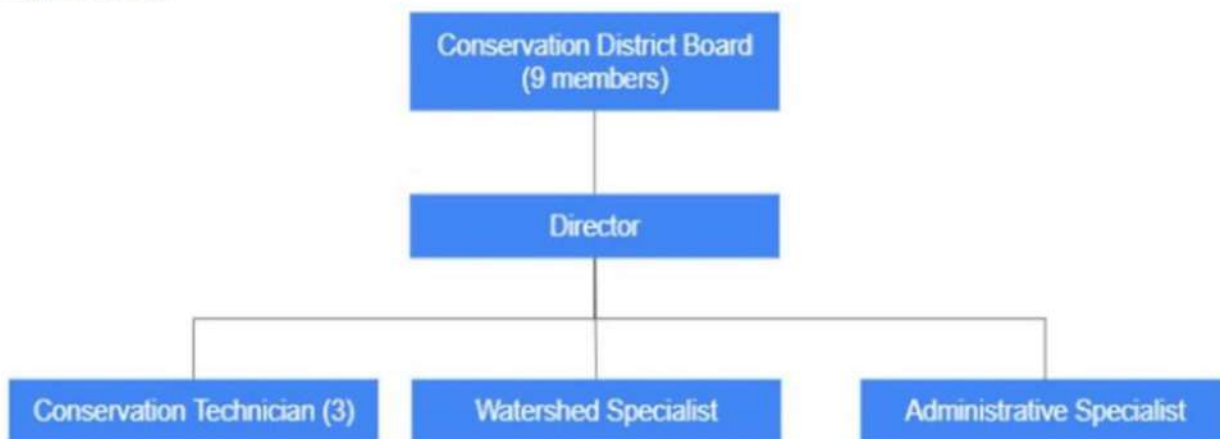 Conservation District Board
(9 members)
Director
Conservation Technician (3)
Watershed Specialist
Administrative Specialist